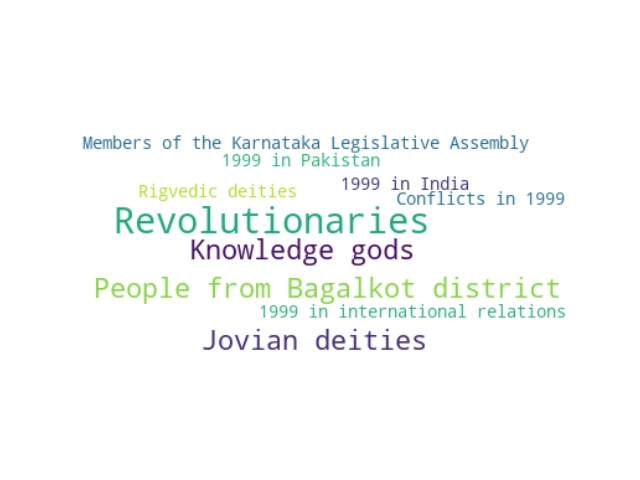 Members of the Karnataka Legislative Assembly
1999 in Pakistan
1999 in India
Rigvedic deities
Conflicts in 1999
Revolutionaries
Knowledge gods
People from Bagalkot district
1999 in international relations
Jovian deities